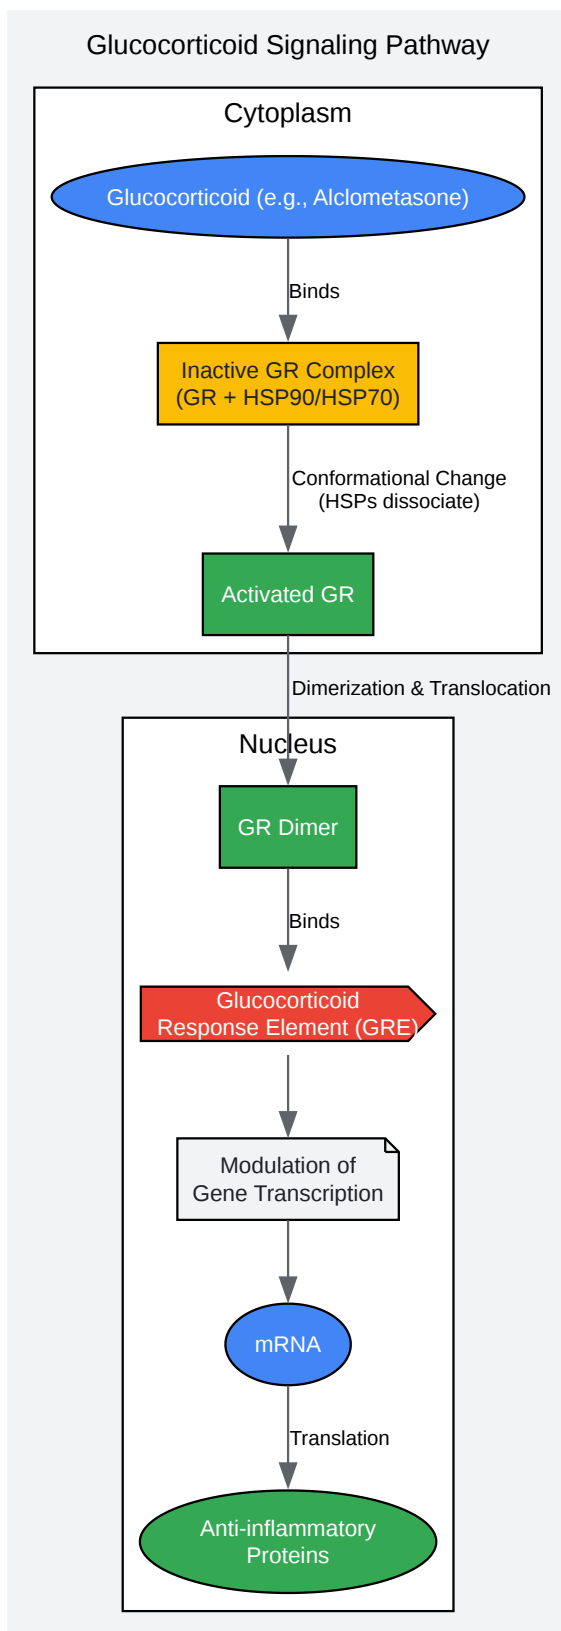 Glucocorticoid Signaling Pathway
Cytoplasm
Glucocorticoid (e.g., Alclometasone)
Binds
Inactive GR Complex
(GR + HSP90/HSP70)
Conformational Change
(HSPs dissociate)
Activated GR
Dimerization & Translocation
Nucleus
GR Dimer
Binds
Glucocorticoid
Response Element (GRE)
Modulation of
Gene Transcription
mRNA
Translation
Anti-inflammatory
Proteins